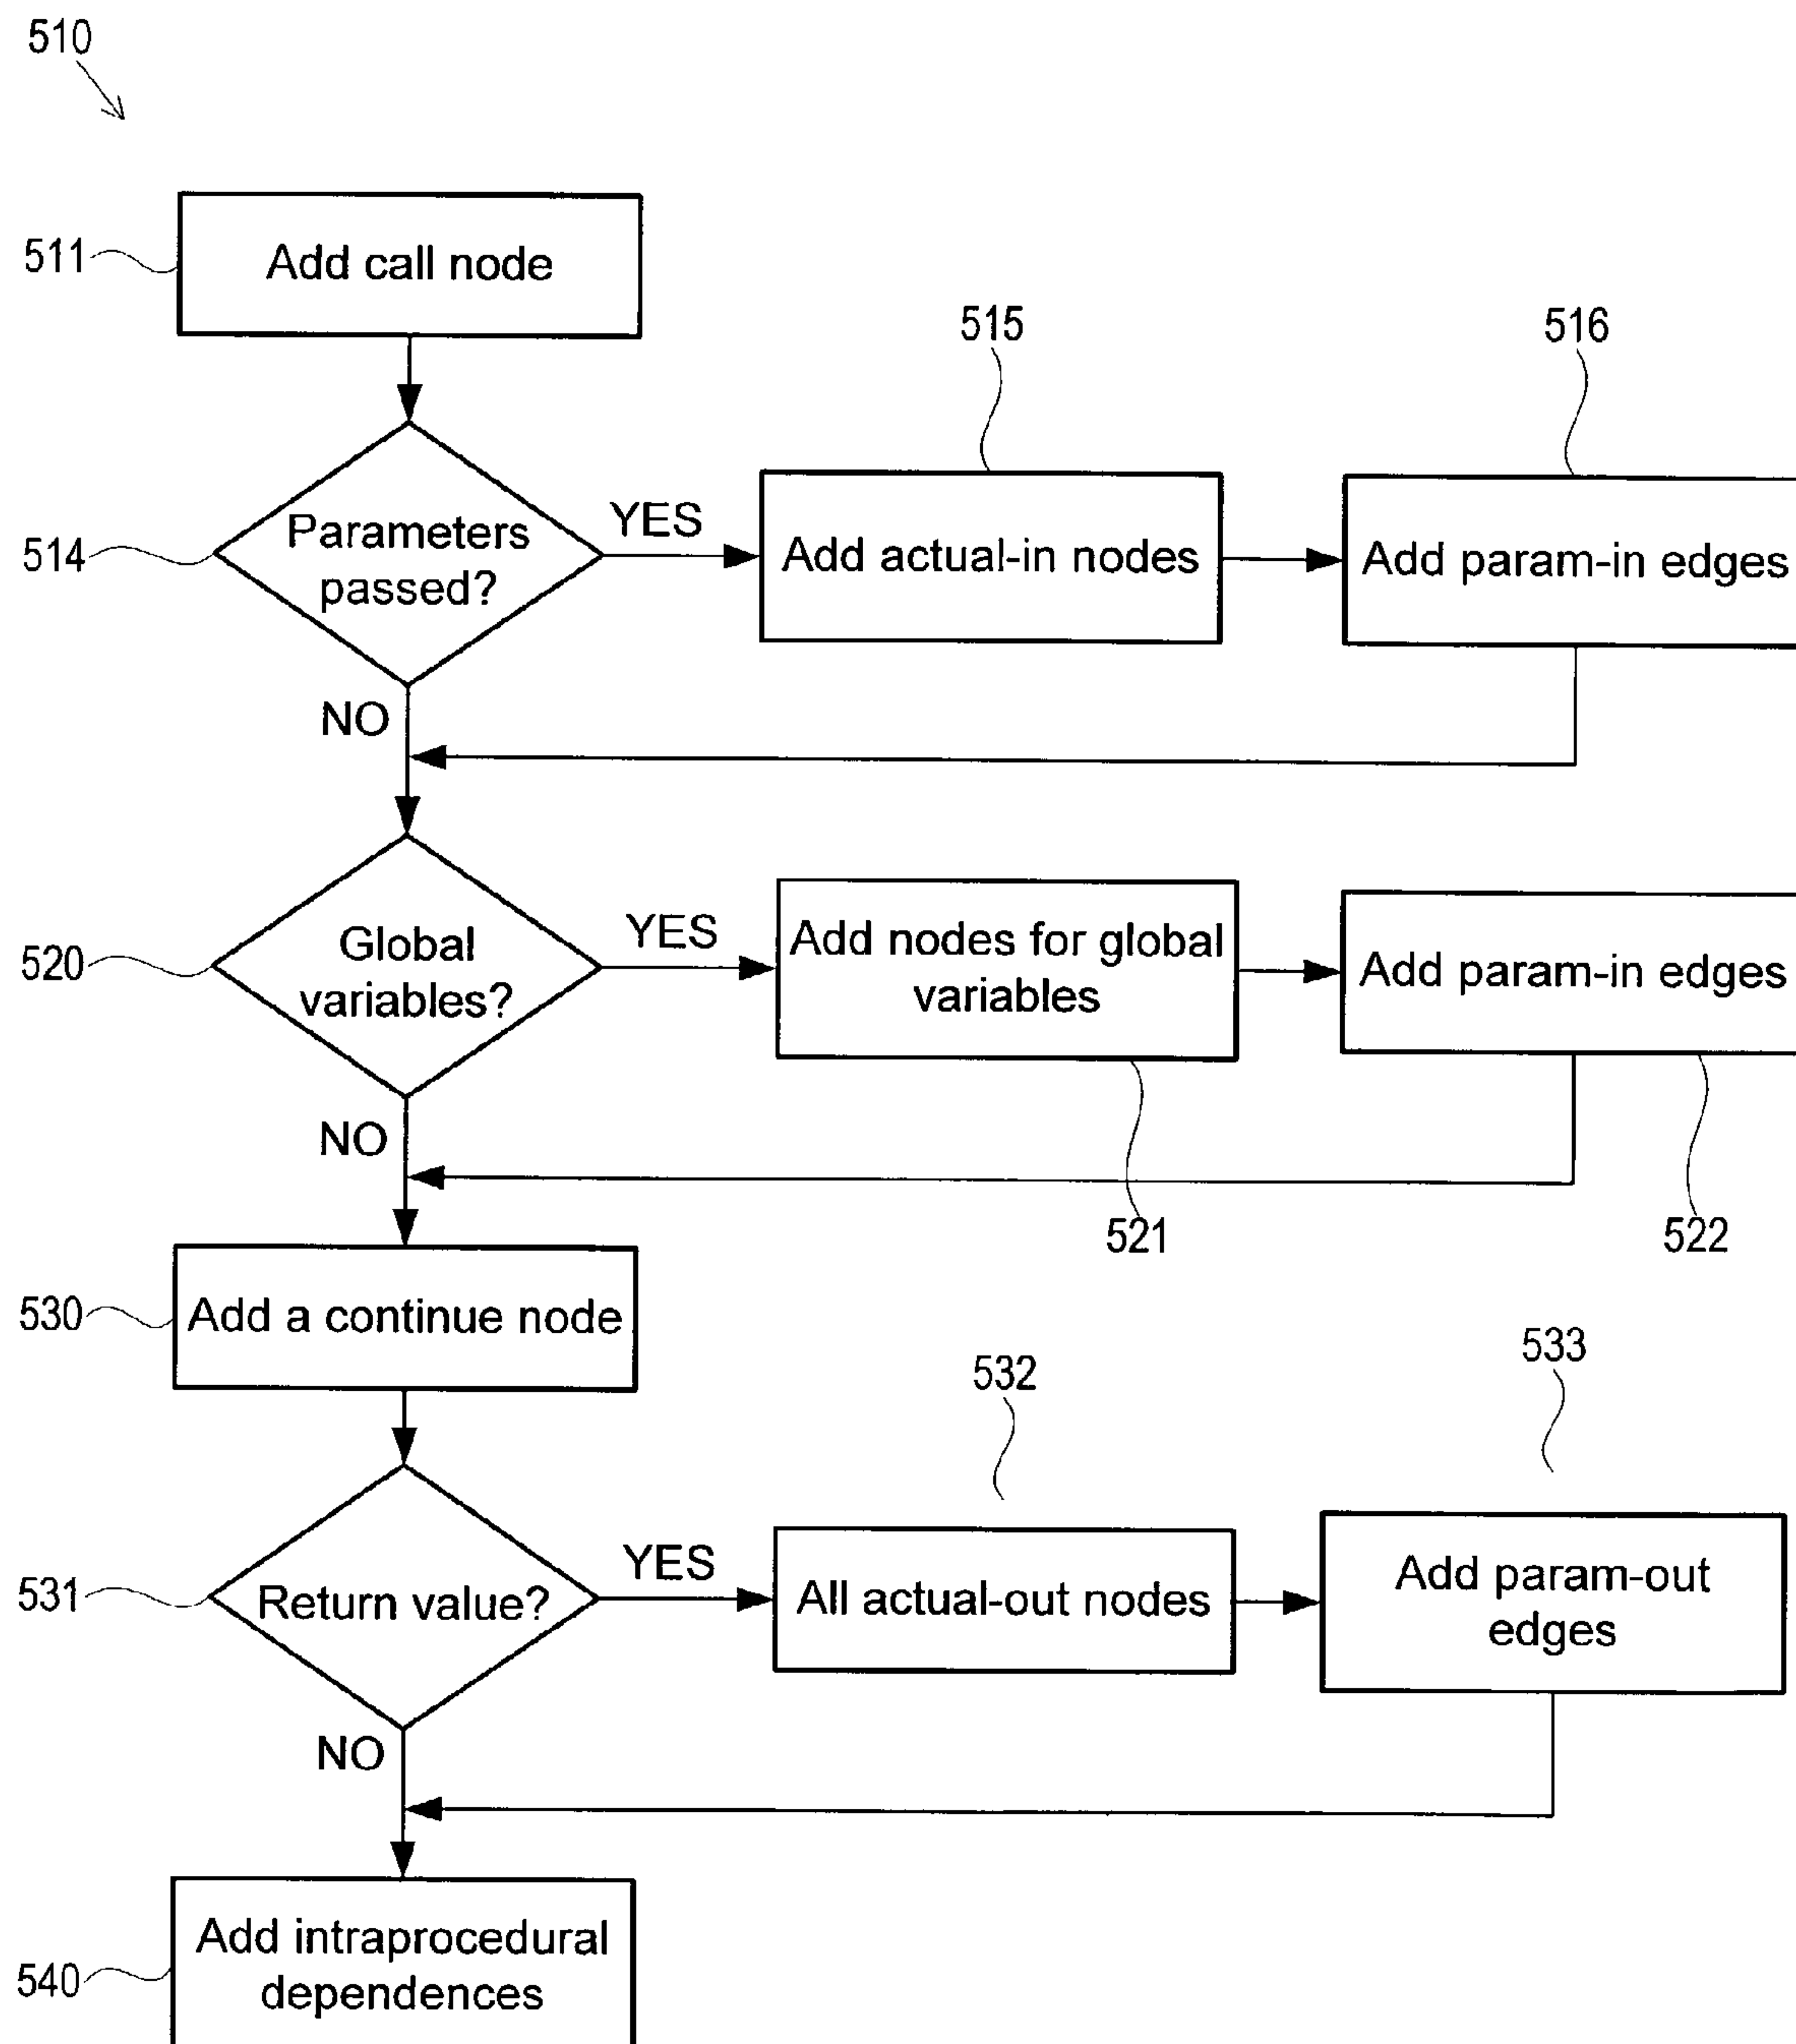 510
511
Add call node
515
516
514
Parameters
passed?
YES
Add actual-in nodes
Add param-in edges
NO
520
Global
variables?
YES
Add nodes for global
variables
Add param-in edges
NO
521
522
530
Add a continue node
532
533
531
Return value?
YES
All actual-out nodes
Add param-out
edges
NO
540
Add intraprocedural
dependences